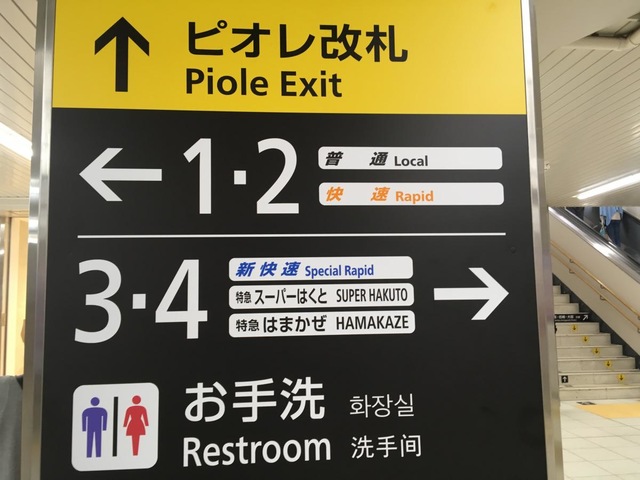 ピオレ改札
Piole Exit
1・2
普通 Local
快速 Rapid
3・4
新快速 Special Rapid
特急 スーパーはくと SUPER HAKUTO
特急 はまかぜ HAMAKAZE
お手洗 화장실
Restroom 洗手间